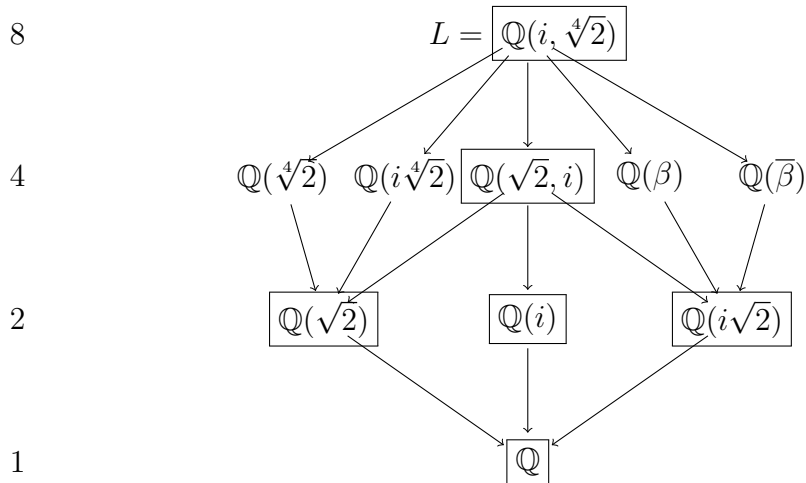 8 L = ℚ(i, ∜2)
4 ℚ(∜2) ℚ(i∜2) ℚ(√2, i) ℚ(β) ℚ(β̅)
2 ℚ(√2) ℚ(i) ℚ(i√2)
1 ℚ